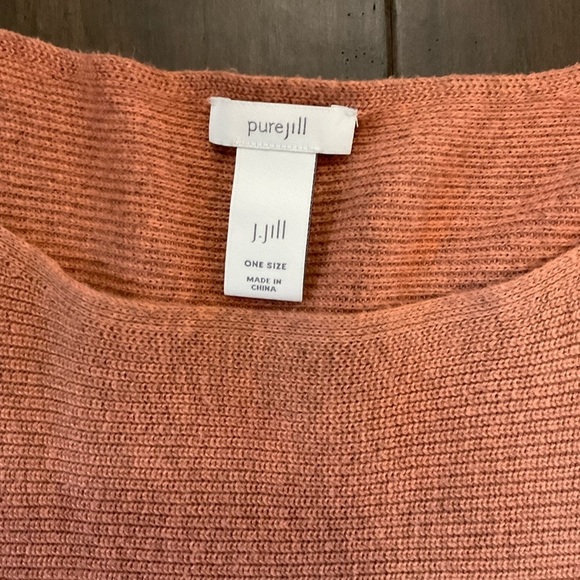 purejill
J.Jill
ONE SIZE
MADE IN
CHINA